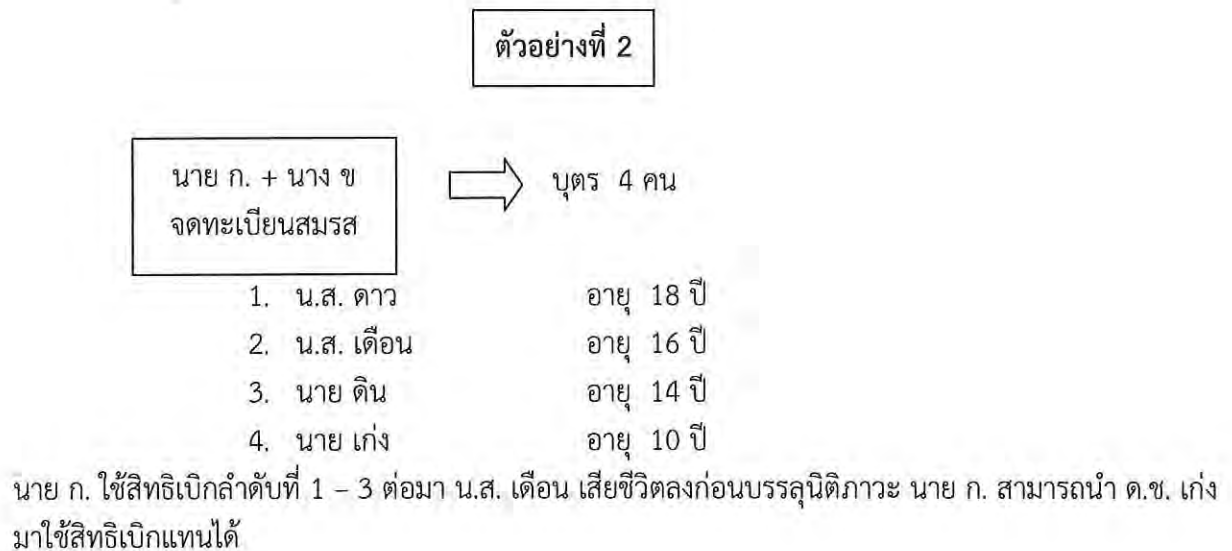 ตัวอย่างที่ 2
นาย ก. + นาง ข
จดทะเบียนสมรส
บุตร 4 คน
1. น.ส. ดาว อายุ 18 ปี
2. น.ส. เดือน อายุ 16 ปี
3. นาย ดิน อายุ 14 ปี
4. นาย เก่ง อายุ 10 ปี
นาย ก. ใช้สิทธิเบิกลำดับที่ 1 – 3 ต่อมา น.ส. เดือน เสียชีวิตลงก่อนบรรลุนิติภาวะ นาย ก. สามารถนำ ด.ช. เก่ง
มาใช้สิทธิเบิกแทนได้